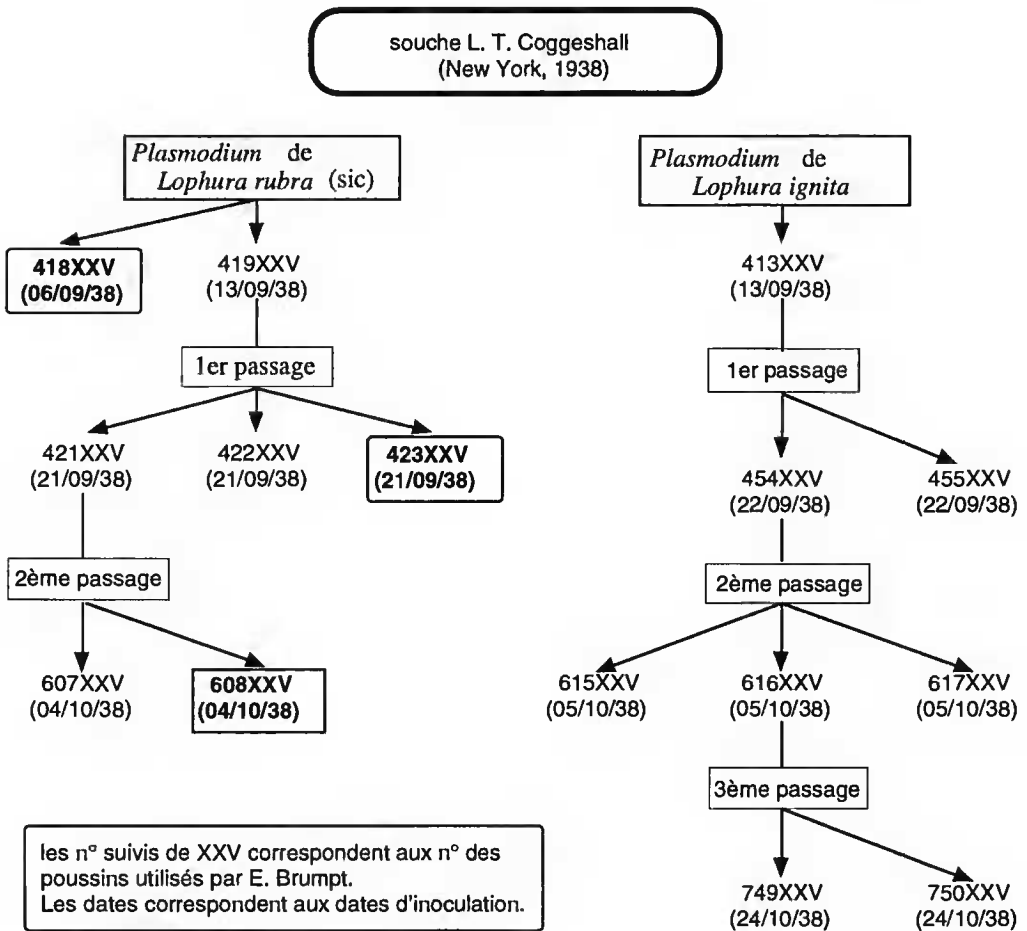 souche L. T. Coggeshall
(New York, 1938)
Plasmodium de
Lophura rubra (sic)
Plasmodium de
Lophura ignita
418XXV
(06/09/38)
419XXV
(13/09/38)
413XXV
(13/09/38)
1er passage
1er passage
421XXV
(21/09/38)
422XXV
(21/09/38)
423XXV
(21/09/38)
454XXV
(22/09/38)
455XXV
(22/09/38)
2ème passage
2ème passage
607XXV
(04/10/38)
608XXV
(04/10/38)
615XXV
(05/10/38)
616XXV
(05/10/38)
617XXV
(05/10/38)
3ème passage
749XXV
(24/10/38)
750XXV
(24/10/38)
les n° suivis de XXV correspondent aux n° des
poussins utilisés par E. Brumpt.
Les dates correspondent aux dates d'inoculation.